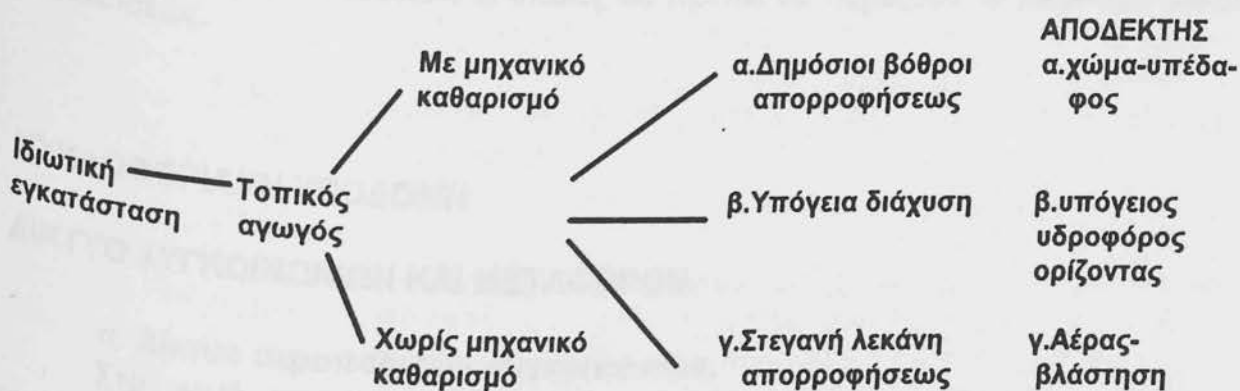 ΑΠΟΔΕΚΤΗΣ
Με μηχανικό
καθαρισμό
α.Δημόσιοι βόθροι
απορροφήσεως
α.χώμα-υπέδα-
φος
Ιδιωτική
εγκατάσταση
Τοπικός
αγωγός
β.Υπόγεια διάχυση
β.υπόγειος
υδροφόρος
ορίζοντας
Χωρίς μηχανικό
καθαρισμό
γ.Στεγανή λεκάνη
απορροφήσεως
γ.Αέρας-
βλάστηση